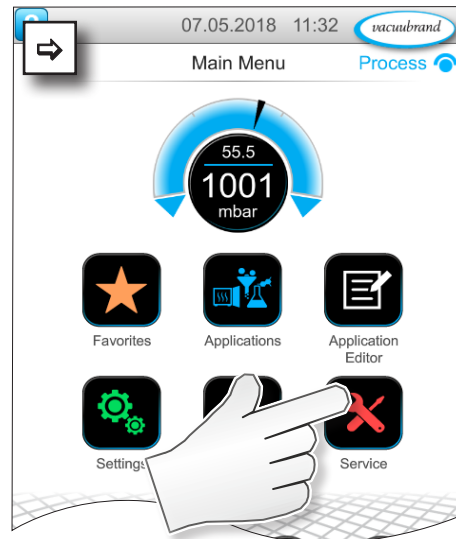 07.05.2018 11:32 vacuubrand
Main Menu Process
55.5
1001
mbar
Favorites Applications Application
Editor
Settings Service